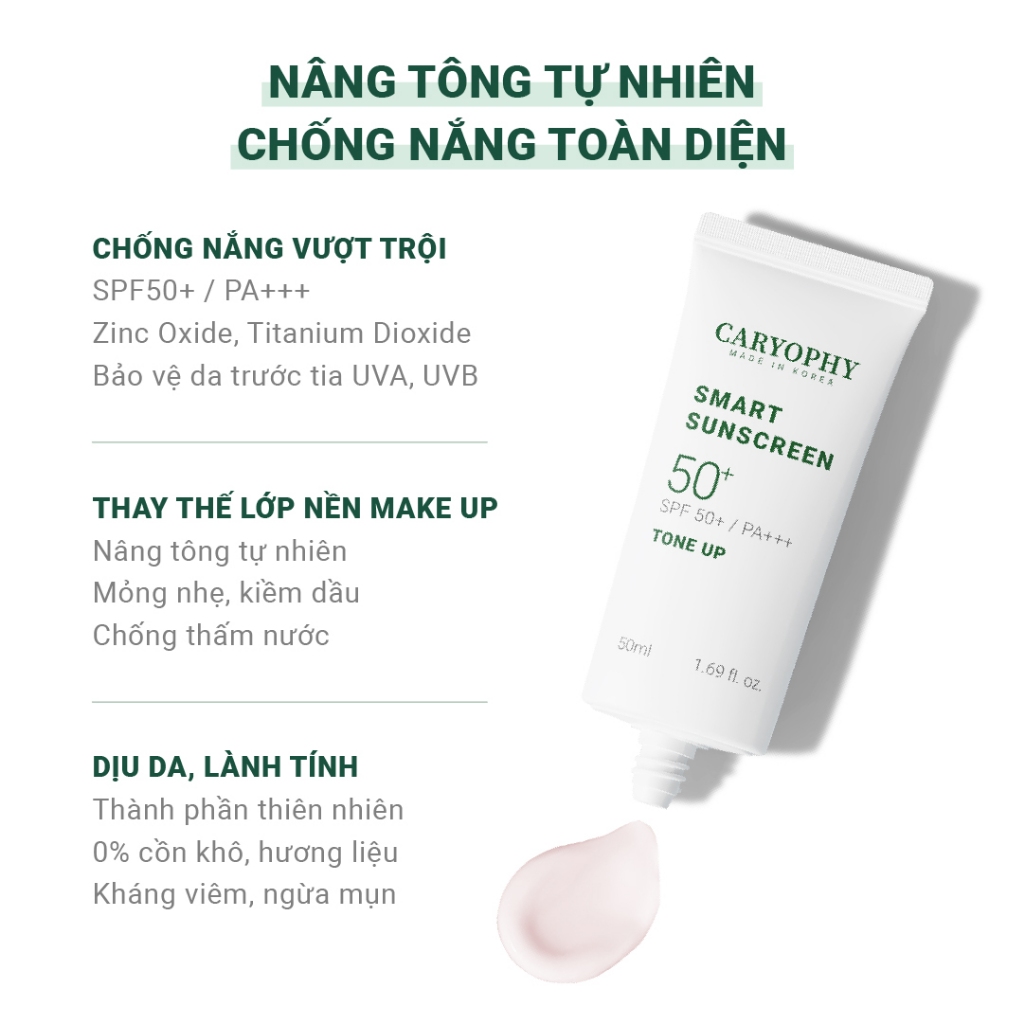 NÂNG TÔNG TỰ NHIÊN
CHỐNG NẮNG TOÀN DIỆN
CHỐNG NẮNG VƯỢT TRỘI
SPF50+ / PA+++
Zinc Oxide, Titanium Dioxide
Bảo vệ da trước tia UVA, UVB
THAY THẾ LỚP NỀN MAKE UP
Nâng tông tự nhiên
Mỏng nhẹ, kiềm dầu
Chống thấm nước
DỊU DA, LÀNH TÍNH
Thành phần thiên nhiên
0% cồn khô, hương liệu
Kháng viêm, ngừa mụn
CARYOPHY
MADE IN KOREA
SMART
SUNSCREEN
50+
SPF 50+ / PA+++
TONE UP
50ml 1.69 fl. oz.